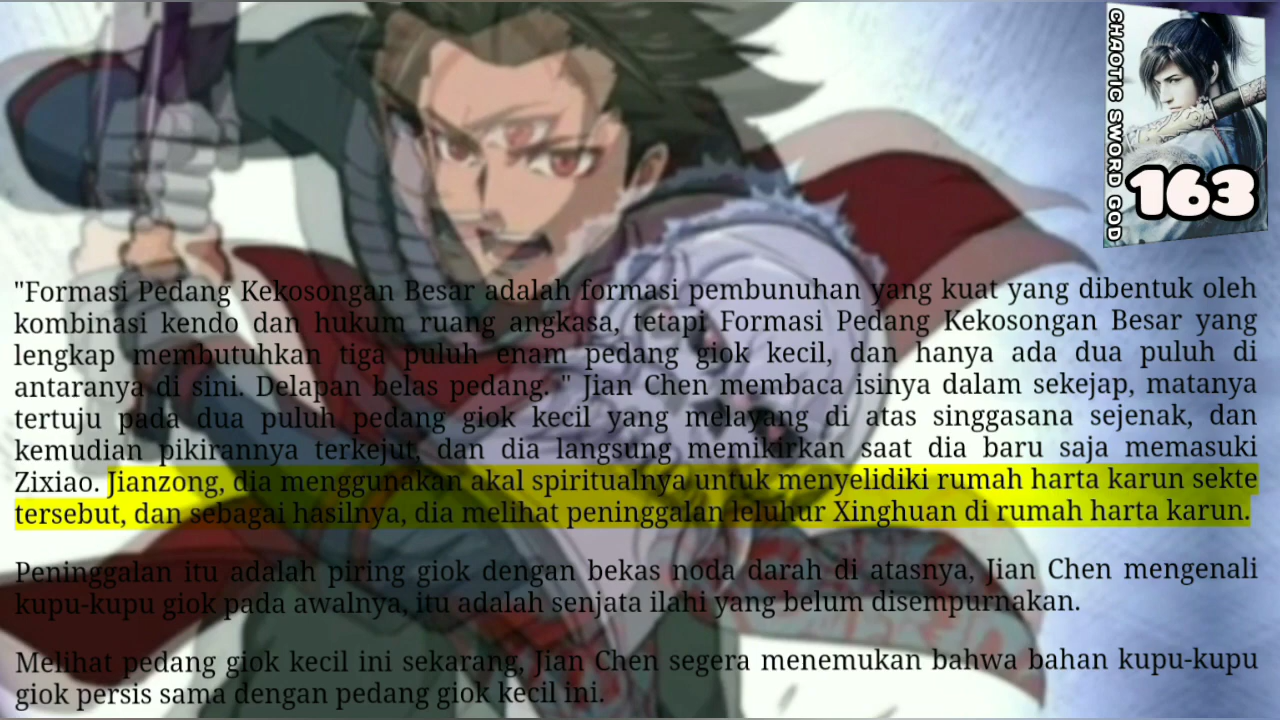 CHAOTIC SWORD GOD
163
"Formasi Pedang Kekosongan Besar adalah formasi pembunuhan yang kuat yang dibentuk oleh
kombinasi kendo dan hukum ruang angkasa, tetapi Formasi Pedang Kekosongan Besar yang
lengkap membutuhkan tiga puluh enam pedang giok kecil, dan hanya ada dua puluh di
antaranya di sini. Delapan belas pedang. " Jian Chen membaca isinya dalam sekejap, matanya
tertuju pada dua puluh pedang giok kecil yang melayang di atas singgasana sejenak, dan
kemudian pikirannya terkejut, dan dia langsung memikirkan saat dia baru saja memasuki
Zixiao. Jianzong, dia menggunakan akal spiritualnya untuk menyelidiki rumah harta karun sekte
tersebut, dan sebagai hasilnya, dia melihat peninggalan leluhur Xinghuan di rumah harta karun.
Peninggalan itu adalah piring giok dengan bekas noda darah di atasnya, Jian Chen mengenali
kupu-kupu giok pada awalnya, itu adalah senjata ilahi yang belum disempurnakan.
Melihat pedang giok kecil ini sekarang, Jian Chen segera menemukan bahwa bahan kupu-kupu
giok persis sama dengan pedang giok kecil ini.